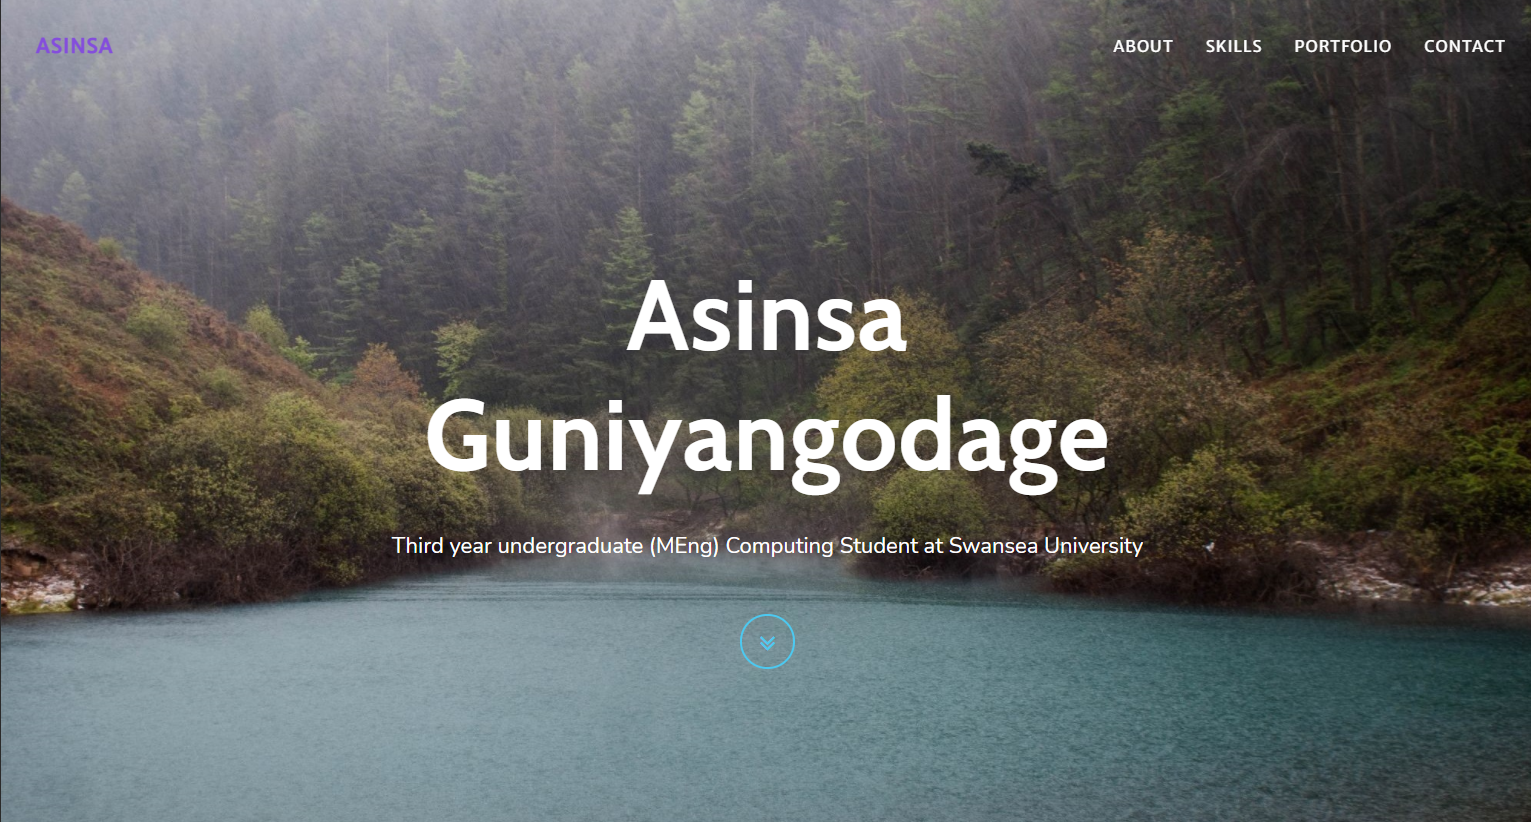 ASINSA
ABOUT SKILLS PORTFOLIO CONTACT
Asinsa
Guniyangodage
Third year undergraduate (MEng) Computing Student at Swansea University